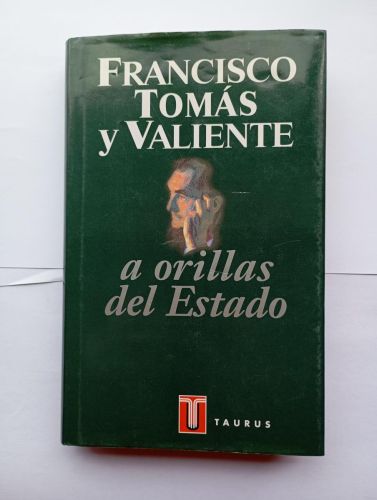 FRANCISCO
TOMÁS
y VALIENTE
a orillas
del Estado
TAURUS